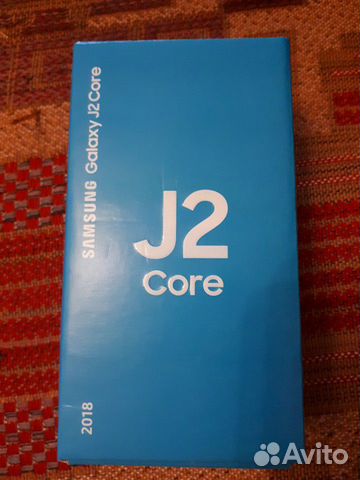 SAMSUNG Galaxy J2 Core
J2
Core
2018
Avito